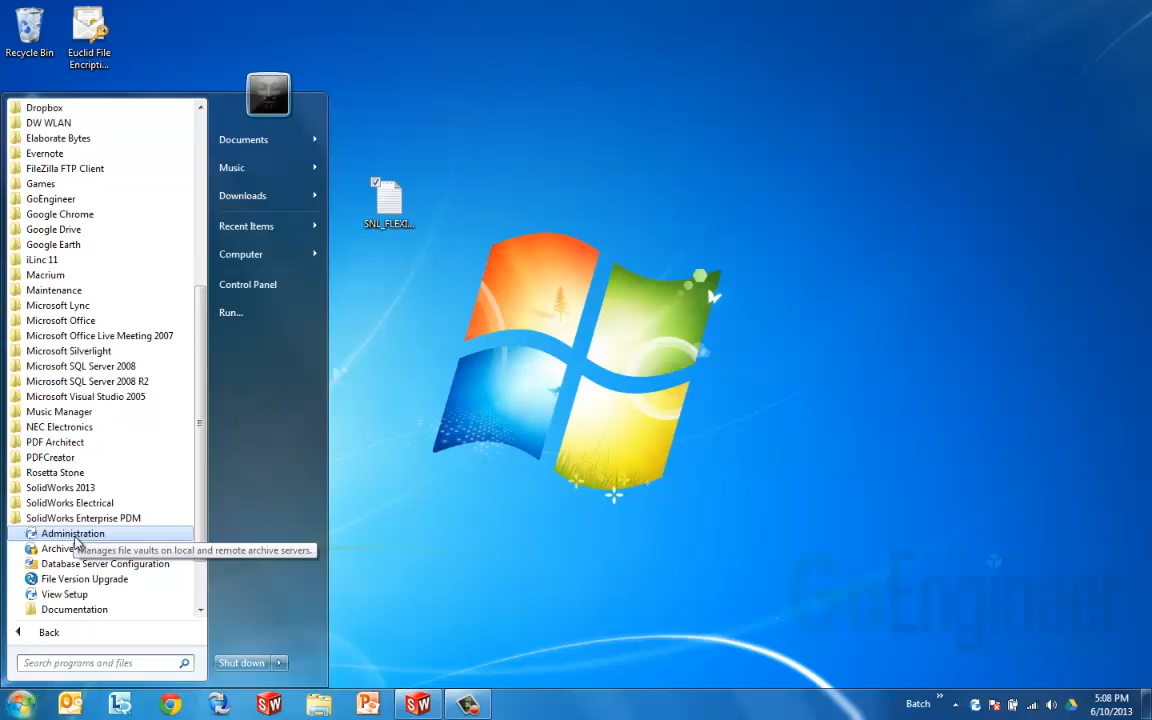 Recycle Bin
Euclid File
Encripti...
Dropbox
DW WLAN
Elaborate Bytes
Evernote
FileZilla FTP Client
Games
GoEngineer
Google Chrome
Google Drive
Google Earth
iLinc 11
Macrium
Maintenance
Microsoft Lync
Microsoft Office
Microsoft Office Live Meeting 2007
Microsoft Silverlight
Microsoft SQL Server 2008
Microsoft SQL Server 2008 R2
Microsoft Visual Studio 2005
Music Manager
NEC Electronics
PDF Architect
PDFCreator
Rosetta Stone
SolidWorks 2013
SolidWorks Electrical
SolidWorks Enterprise PDM
Administration
Archive
Manages file vaults on local and remote archive servers.
Database Server Configuration
File Version Upgrade
View Setup
Documentation
Back
Search programs and files
Documents
Music
Downloads
Recent Items
Computer
Control Panel
Run...
Shut down
SNL_FLEXI...
GoEngineer
Batch
5:08 PM
6/10/2013